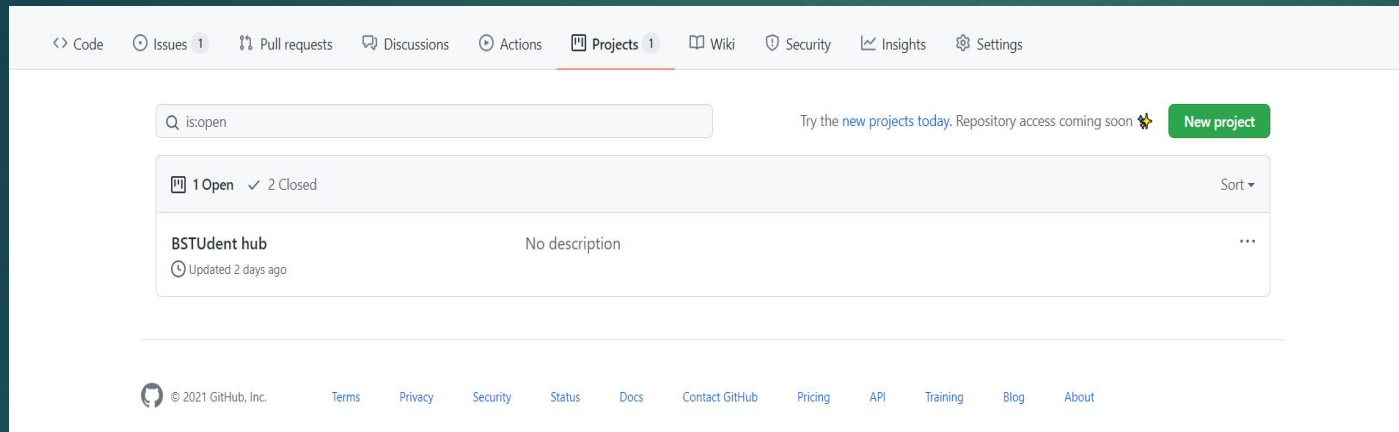 Code Issues 1 Pull requests Discussions Actions Projects 1 Wiki Security Insights Settings
is:open Try the new projects today. Repository access coming soon New project
1 Open 2 Closed Sort
BSTUdent hub No description
Updated 2 days ago
© 2021 GitHub, Inc. Terms Privacy Security Status Docs Contact GitHub Pricing API Training Blog About